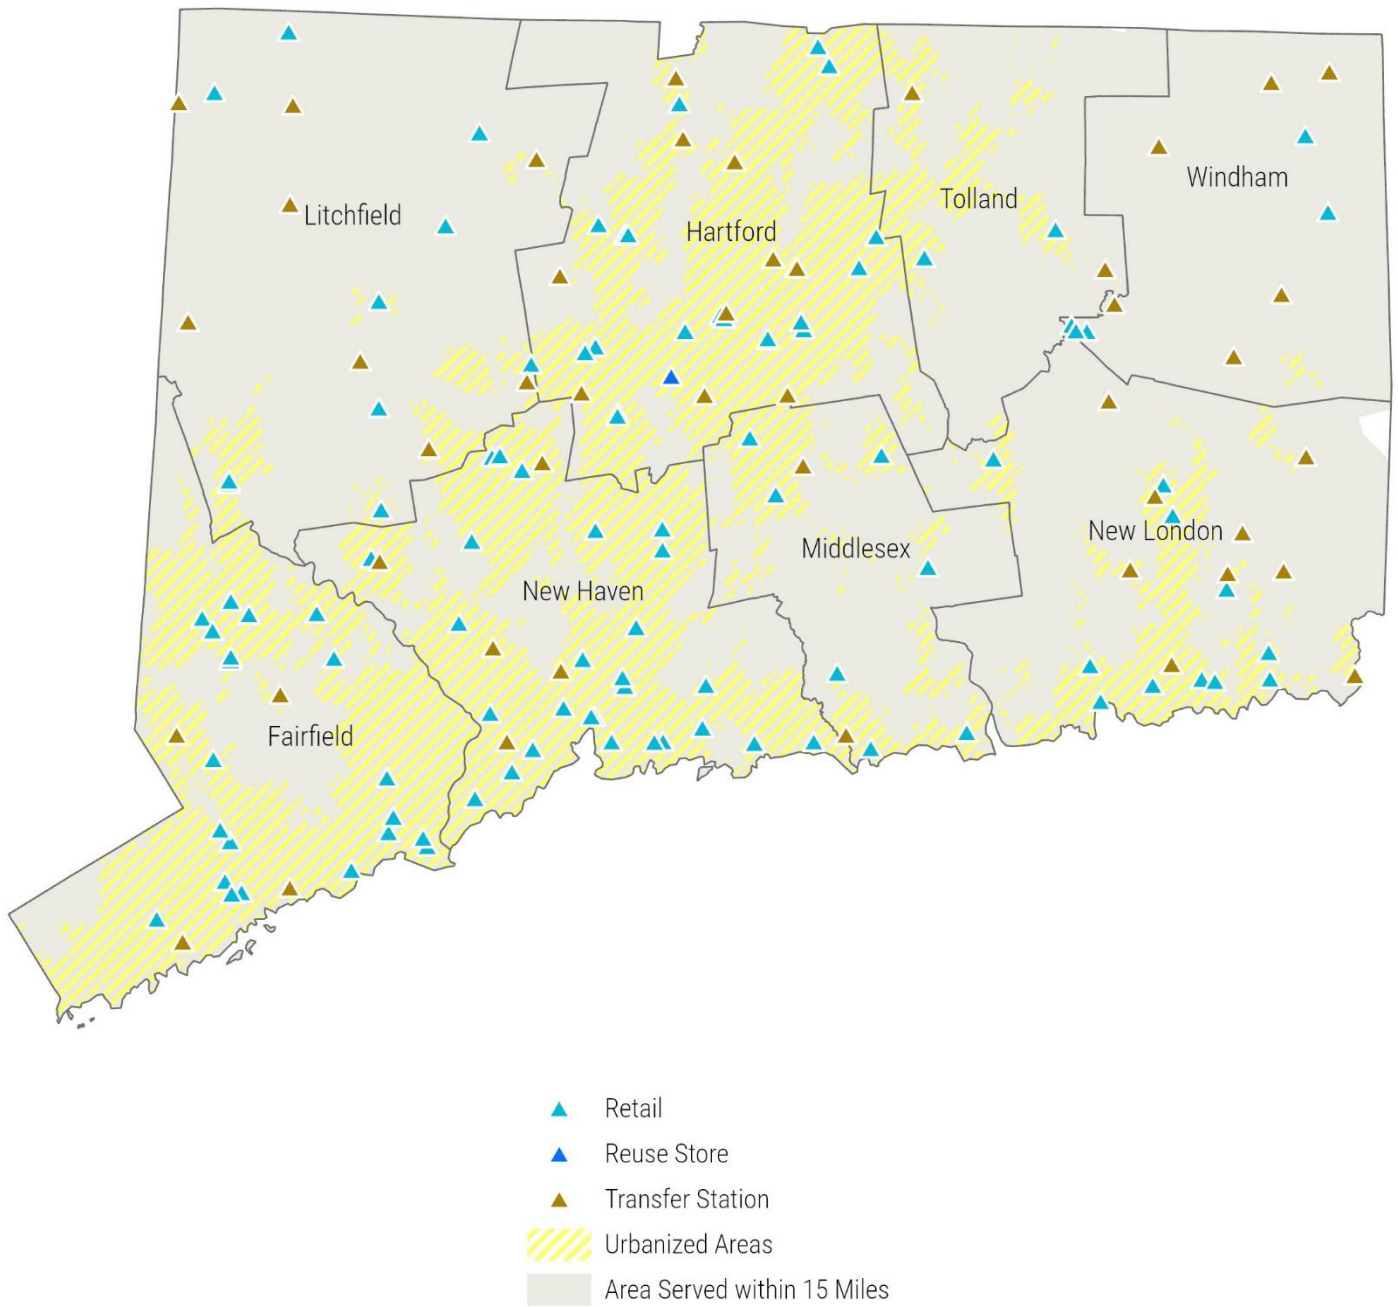 Windham
Tolland
Litchfield
Hartford
New London
Middlesex
New Haven
Fairfield
Retail
Reuse Store
Transfer Station
Urbanized Areas
Area Served within 15 Miles